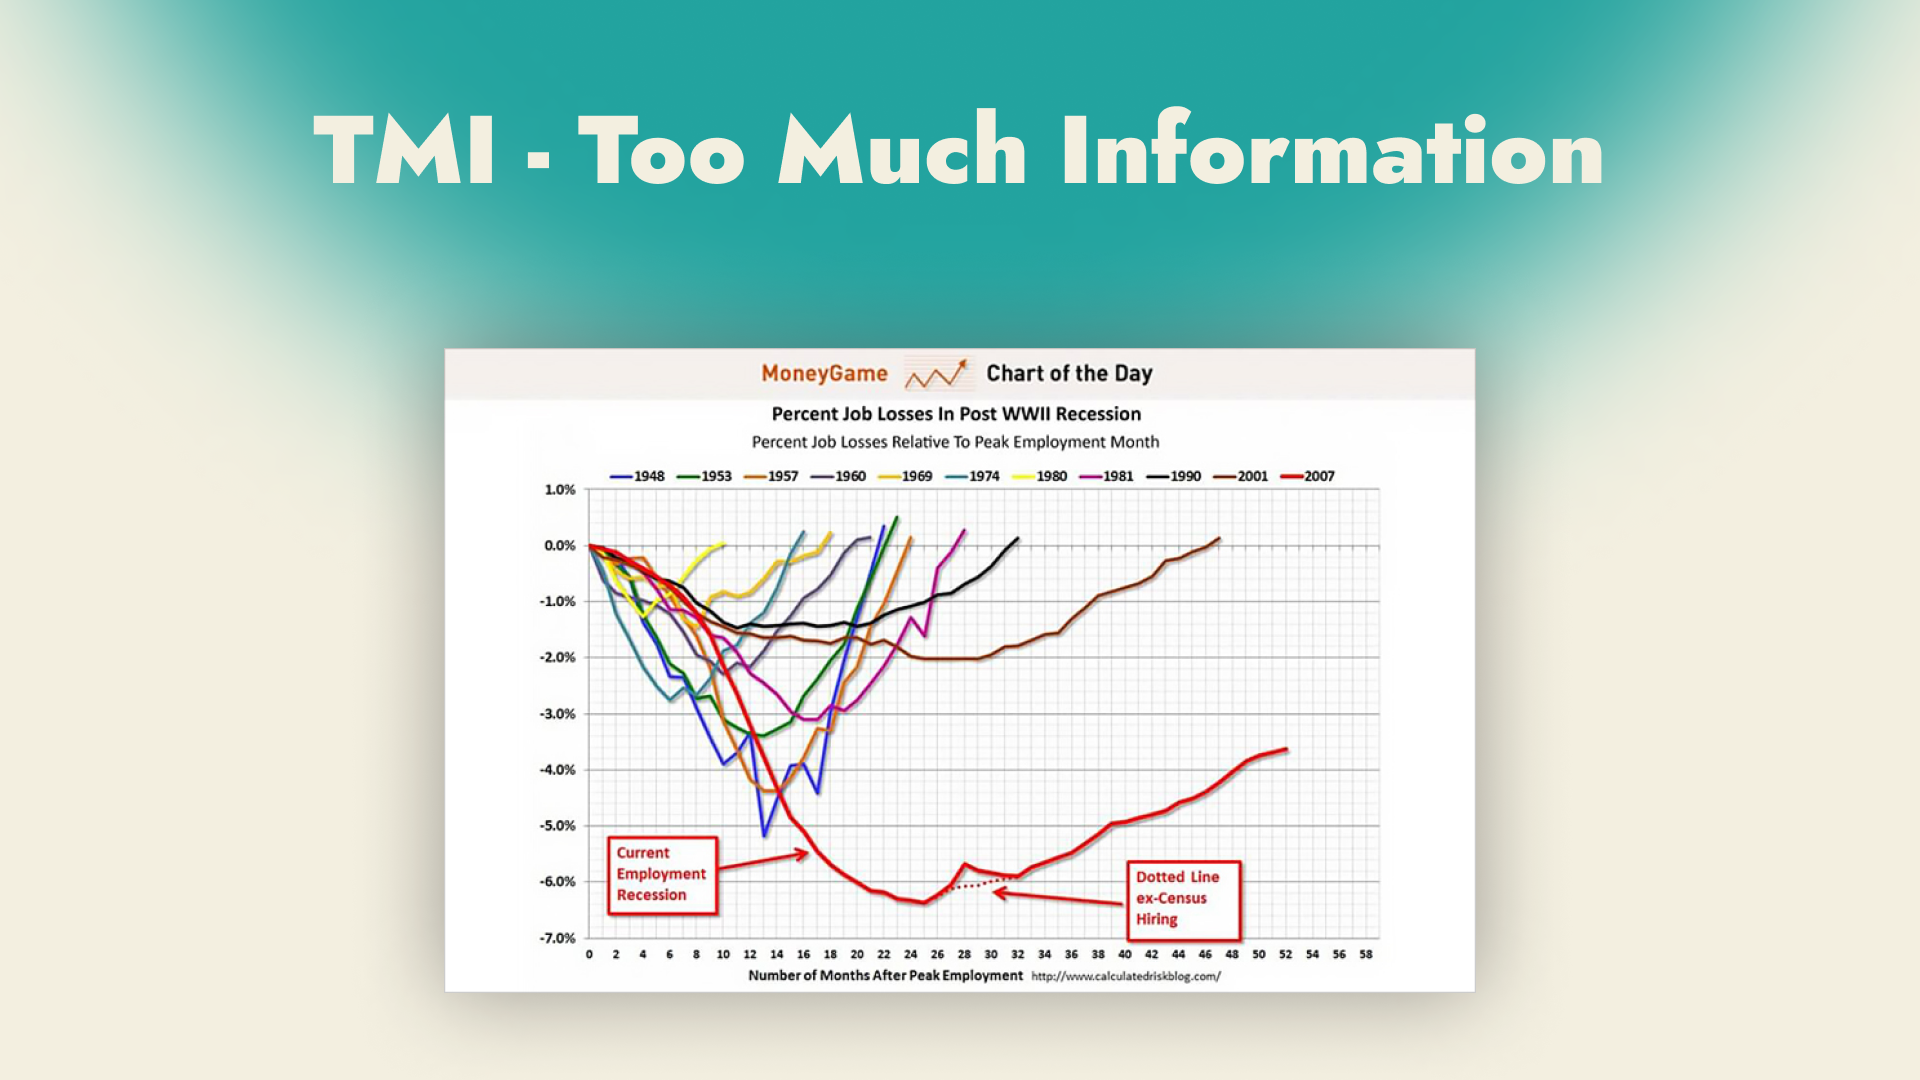 TMI - Too Much Information
MoneyGame Chart of the Day
Percent Job Losses In Post WWII Recession
Percent Job Losses Relative To Peak Employment Month
1948 1953 1957 1960 1969 1974 1980 1981 1990 2001 2007
1.0%
0.0%
-1.0%
-2.0%
-3.0%
-4.0%
-5.0%
-6.0%
-7.0%
Current
Employment
Recession
Dotted Line
ex-Census
Hiring
0 2 4 6 8 10 12 14 16 18 20 22 24 26 28 30 32 34 36 38 40 42 44 46 48 50 52 56 58
Number of Months After Peak Employment http://www.calculatedriskblog.com/